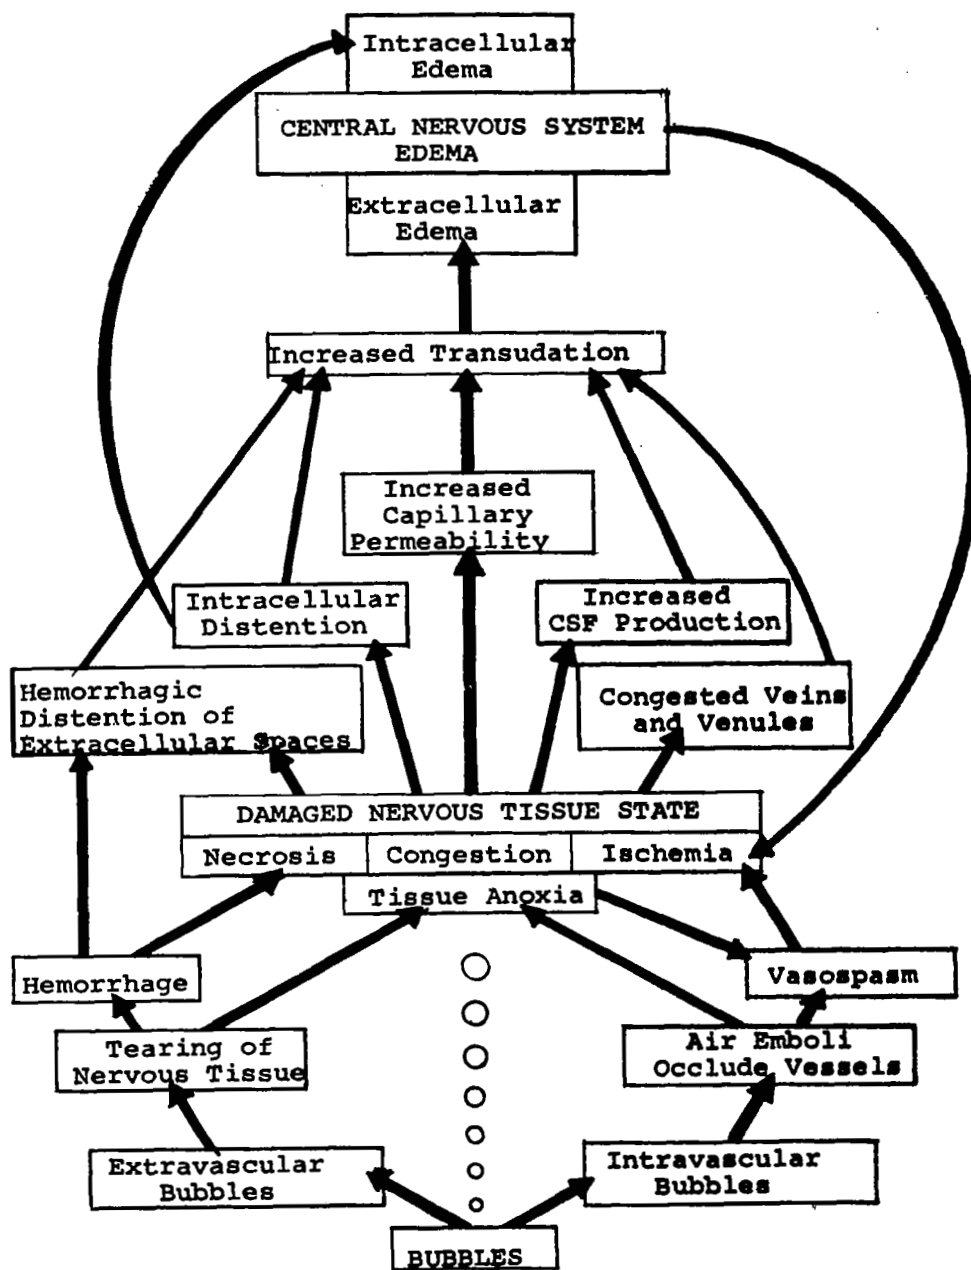 Intracellular
Edema
CENTRAL NERVOUS SYSTEM
EDEMA
Extracellular
Edema
Increased Transudation
Increased
Capillary
Permeability
Intracellular
Distention
Increased
CSF Production
Hemorrhagic
Distention of
Extracellular Spaces
Congested Veins
and Venules
DAMAGED NERVOUS TISSUE STATE
Necrosis
Congestion
Ischemia
Tissue Anoxia
Hemorrhage
Vasospasm
Tearing of
Nervous Tissue
Air Emboli
Occlude Vessels
Extravascular
Bubbles
Intravascular
Bubbles
BUBBLES